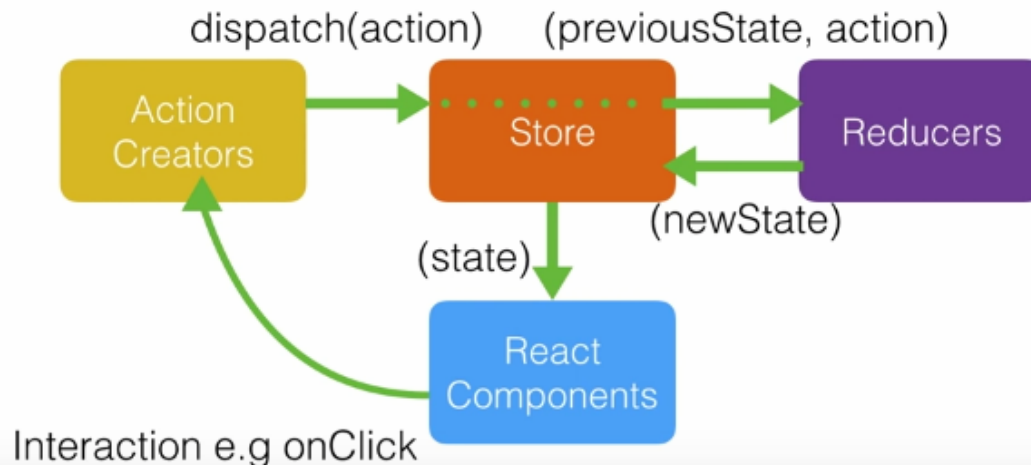 dispatch(action)
(previousState, action)
Action
Creators
Store
Reducers
(newState)
(state)
React
Components
Interaction e.g onClick